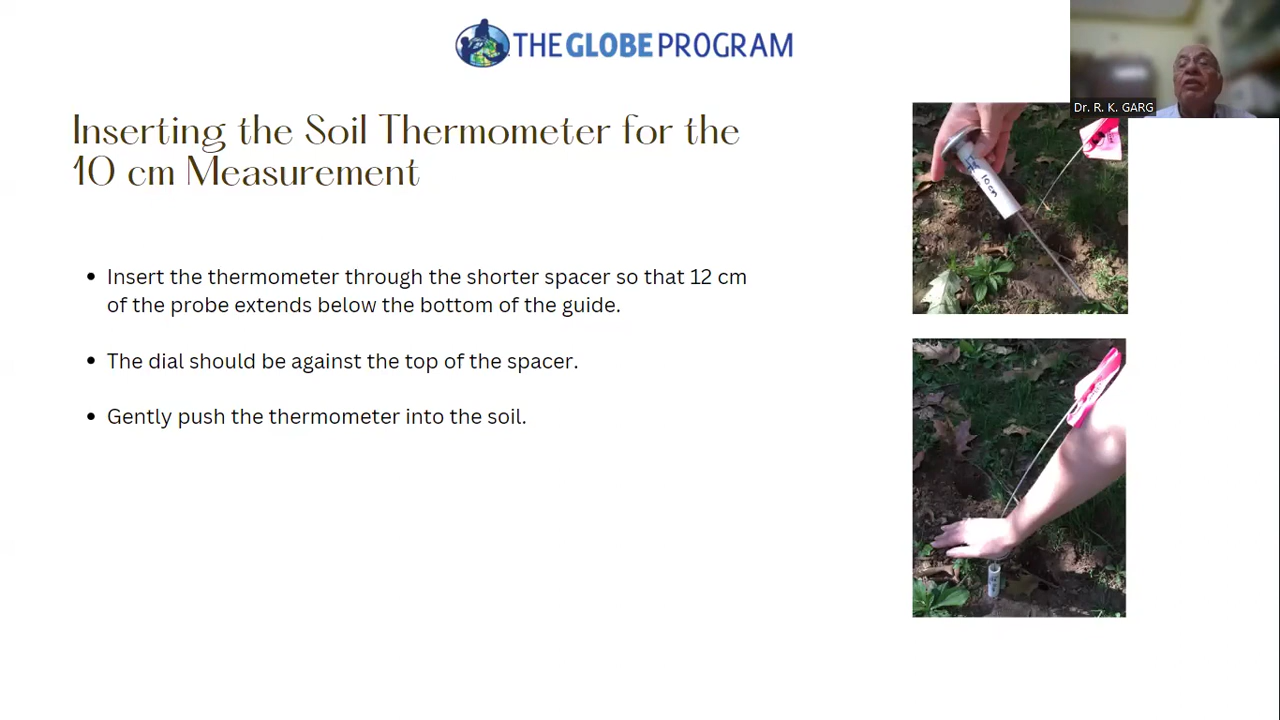 THE GLOBE PROGRAM
Dr. R. K. GARG
Inserting the Soil Thermometer for the
10 cm Measurement
10 cm
• Insert the thermometer through the shorter spacer so that 12 cm
of the probe extends below the bottom of the guide.
• The dial should be against the top of the spacer.
• Gently push the thermometer into the soil.